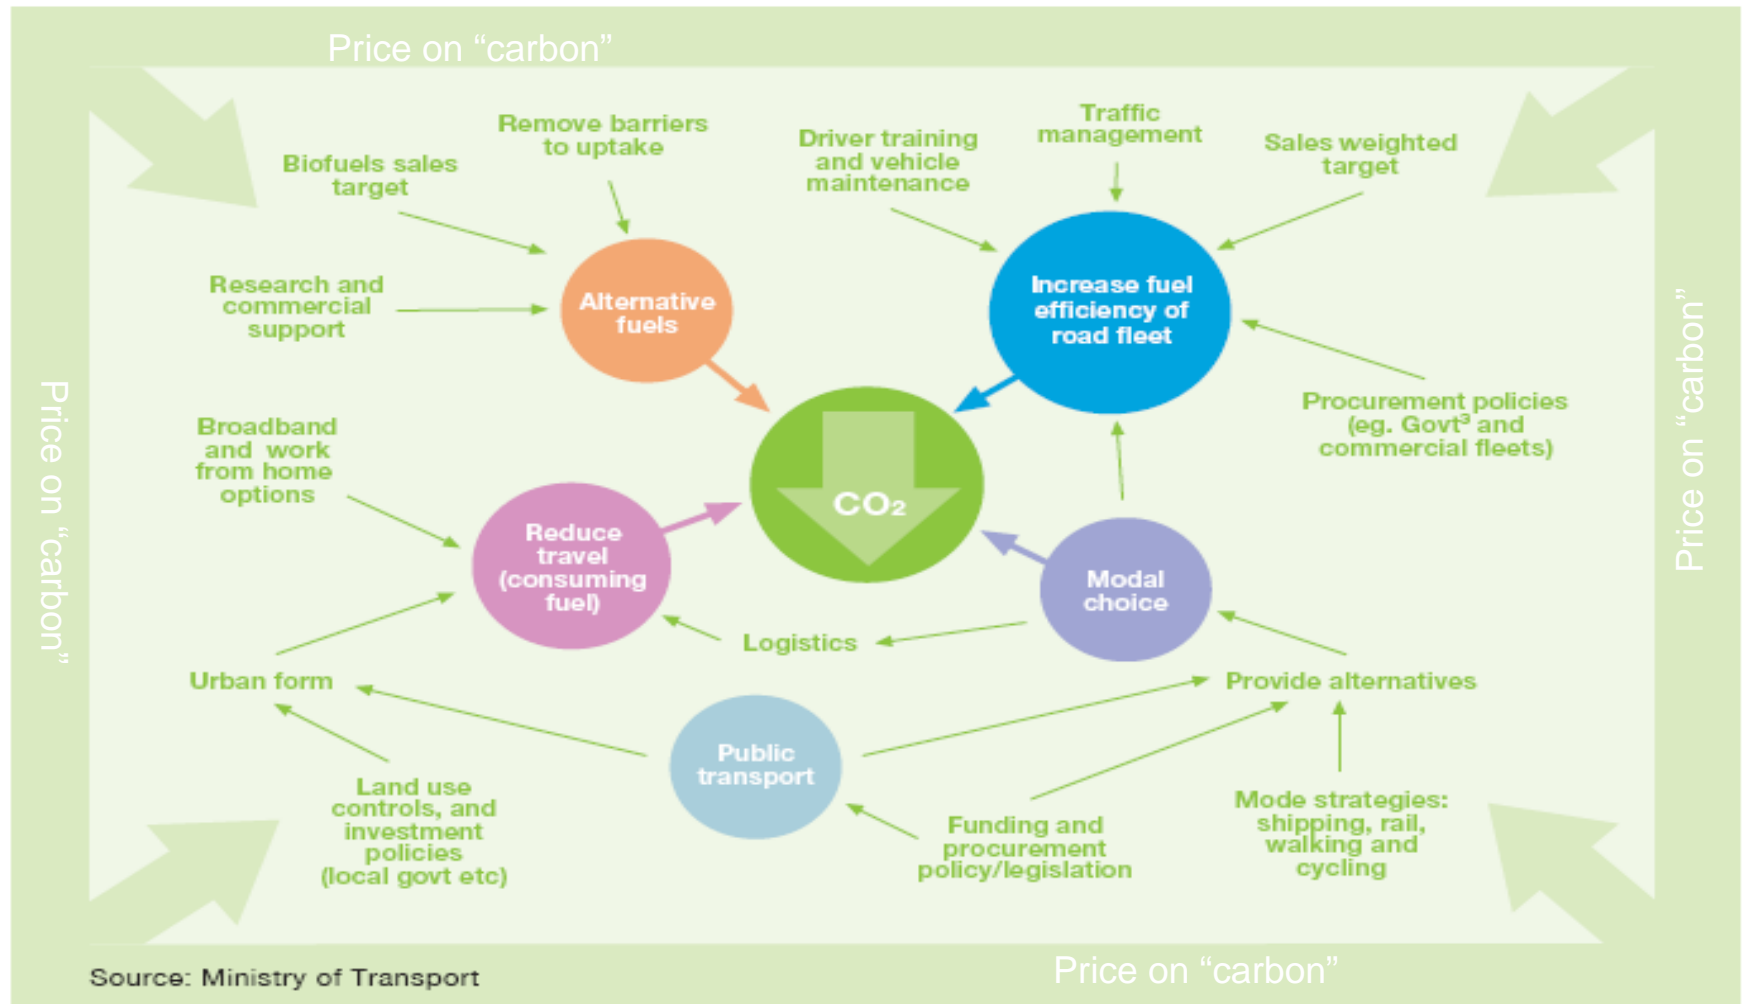 Price on “carbon”
Remove barriers
to uptake
Biofuels sales
target
Research and
commercial
support
Alternative
fuels
Driver training
and vehicle
maintenance
Traffic
management
Sales weighted
target
Increase fuel
efficiency of
road fleet
Procurement policies
(eg. Govt³ and
commercial fleets)
Price on “carbon”
Price on “carbon”
Broadband
and work
from home
options
CO₂
Reduce
travel
(consuming
fuel)
Modal
choice
Logistics
Urban form
Provide alternatives
Public
transport
Land use
controls, and
investment
policies
(local govt etc)
Funding and
procurement
policy/legislation
Mode strategies:
shipping, rail,
walking and
cycling
Source: Ministry of Transport
Price on “carbon”